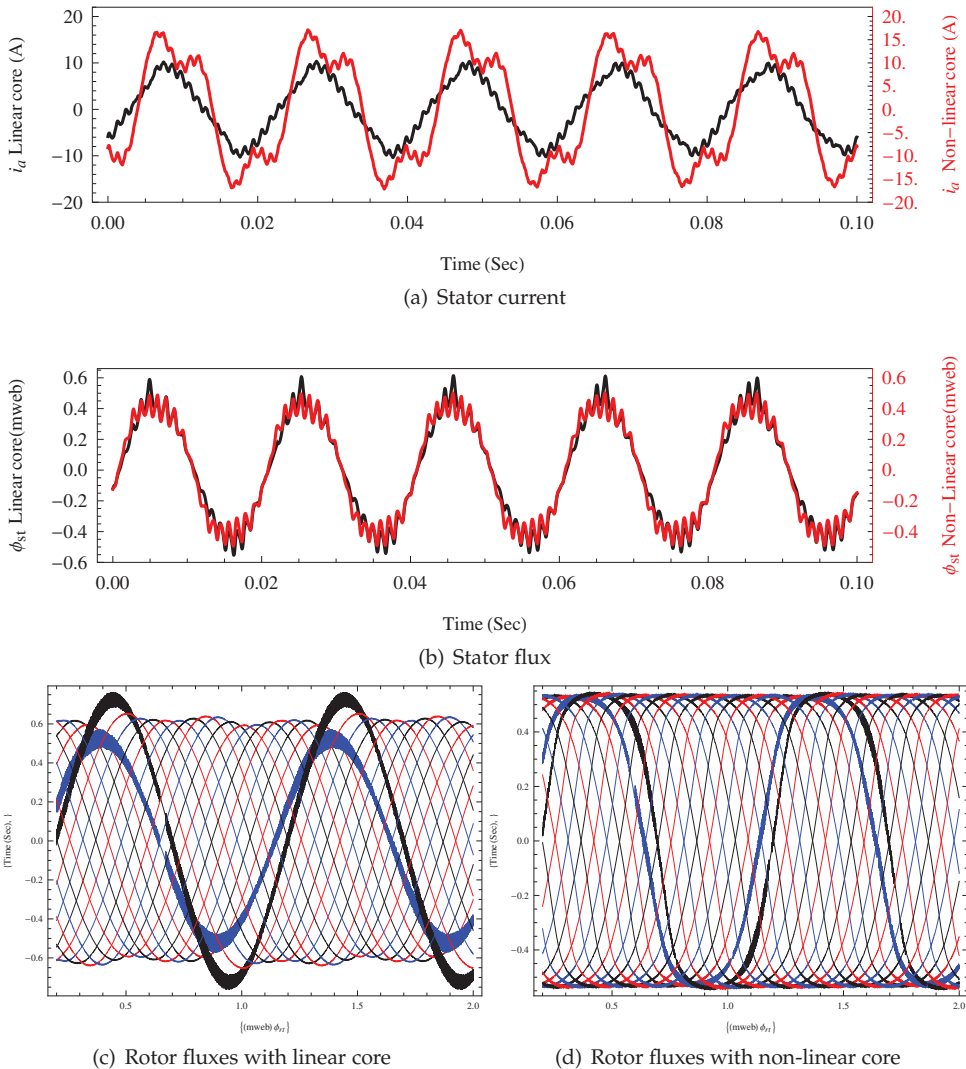 20
10
0
−10
−20
i_a Linear core (A)
20.
15.
10.
5.
0.
−5.
−10.
−15.
−20.
i_a Non−linear core (A)
0.00 0.02 0.04 0.06 0.08 0.10
Time (Sec)
(a) Stator current
0.6
0.4
0.2
0.0
−0.2
−0.4
−0.6
ϕ_st Linear core(mweb)
0.6
0.4
0.2
0.0
−0.2
−0.4
ϕ_st Non−Linear core(mweb)
0.00 0.02 0.04 0.06 0.08 0.10
Time (Sec)
(b) Stator flux
0.6
0.4
0.2
0.0
−0.2
−0.4
−0.6
{Time (Sec), }
0.5 1.0 1.5 2.0
{(mweb) ϕ_rt}
(c) Rotor fluxes with linear core
0.4
0.2
0.0
−0.2
−0.4
{Time (Sec), }
0.5 1.0 1.5 2.0
{(mweb) ϕ_rt}
(d) Rotor fluxes with non-linear core